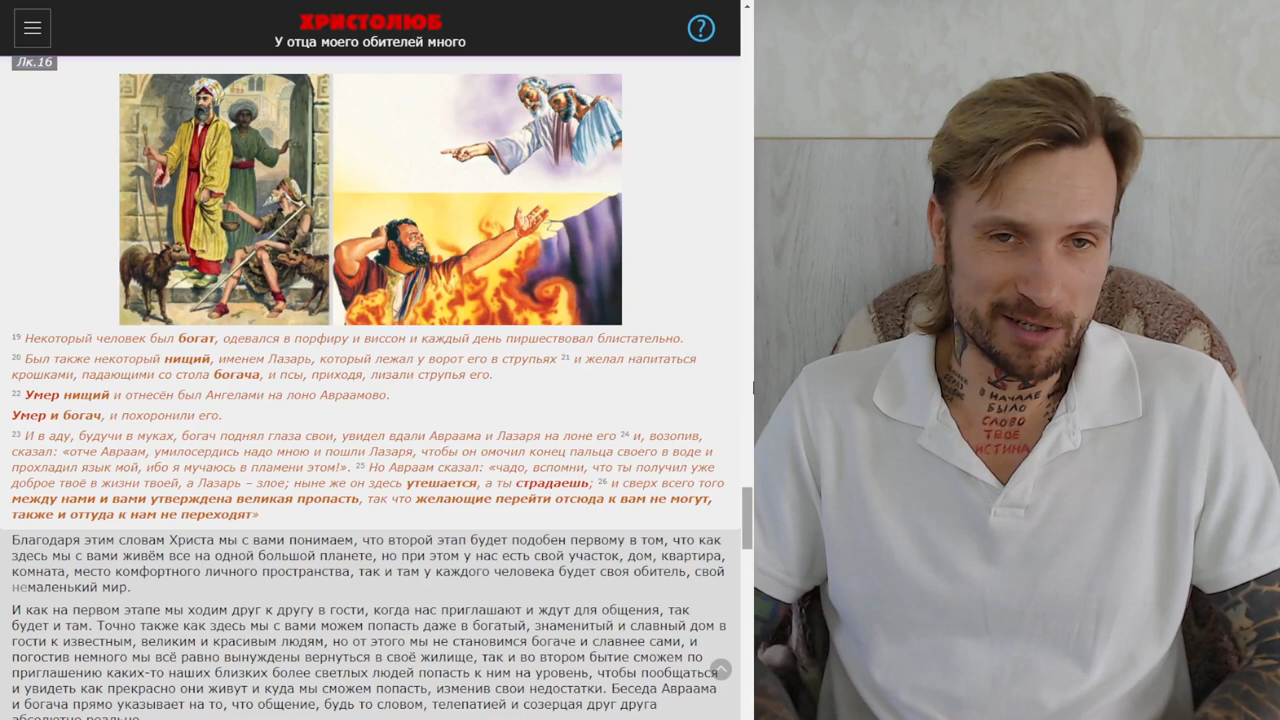 ХРИСТОЛЮБ
У отца моего обителей много
Лк.16
19 Некоторый человек был богат, одевался в порфиру и виссон и каждый день пиршествовал блистательно.
20 Был также некоторый нищий, именем Лазарь, который лежал у ворот его в струпьях 21 и желал напитаться
крошками, падающими со стола богача, и псы, приходя, лизали струпья его.
22 Умер нищий и отнесён был Ангелами на лоно Авраамово.
Умер и богач, и похоронили его.
23 И в аду, будучи в муках, богач поднял глаза свои, увидел вдали Авраама и Лазаря на лоне его 24 и, возопив,
сказал: «отче Авраам, умилосердись надо мною и пошли Лазаря, чтобы он омочил конец пальца своего в воде и
прохладил язык мой, ибо я мучаюсь в пламени этом!». 25 Но Авраам сказал: «чадо, вспомни, что ты получил уже
доброе твоё в жизни твоей, а Лазарь – злое; ныне же он здесь утешается, а ты страдаешь; 26 и сверх всего того
между нами и вами утверждена великая пропасть, так что желающие перейти отсюда к вам не могут,
также и оттуда к нам не переходят»
Благодаря этим словам Христа мы с вами понимаем, что второй этап будет подобен первому в том, что как
здесь мы с вами живём все на одной большой планете, но при этом у нас есть свой участок, дом, квартира,
комната, место комфортного личного пространства, так и там у каждого человека будет своя обитель, свой
немаленький мир.
И как на первом этапе мы ходим друг к другу в гости, когда нас приглашают и ждут для общения, так
будет и там. Точно также как здесь мы с вами можем попасть даже в богатый, знаменитый и славный дом в
гости к известным, великим и красивым людям, но от этого мы не становимся богаче и славнее сами, и
погостив немного мы всё равно вынуждены вернуться в своё жилище, так и во втором бытие сможем по
приглашению каких-то наших близких более светлых людей попасть к ним на уровень, чтобы пообщаться
и увидеть как прекрасно они живут и куда мы сможем попасть, изменив свои недостатки. Беседа Авраама
и богача прямо указывает на то, что общение, будь то словом, телепатией и созерцая друг друга
абсолютно реально
?
В НАЧАЛЕ
БЫЛО
СЛОВО
ТВОЕ
ИСТИНА